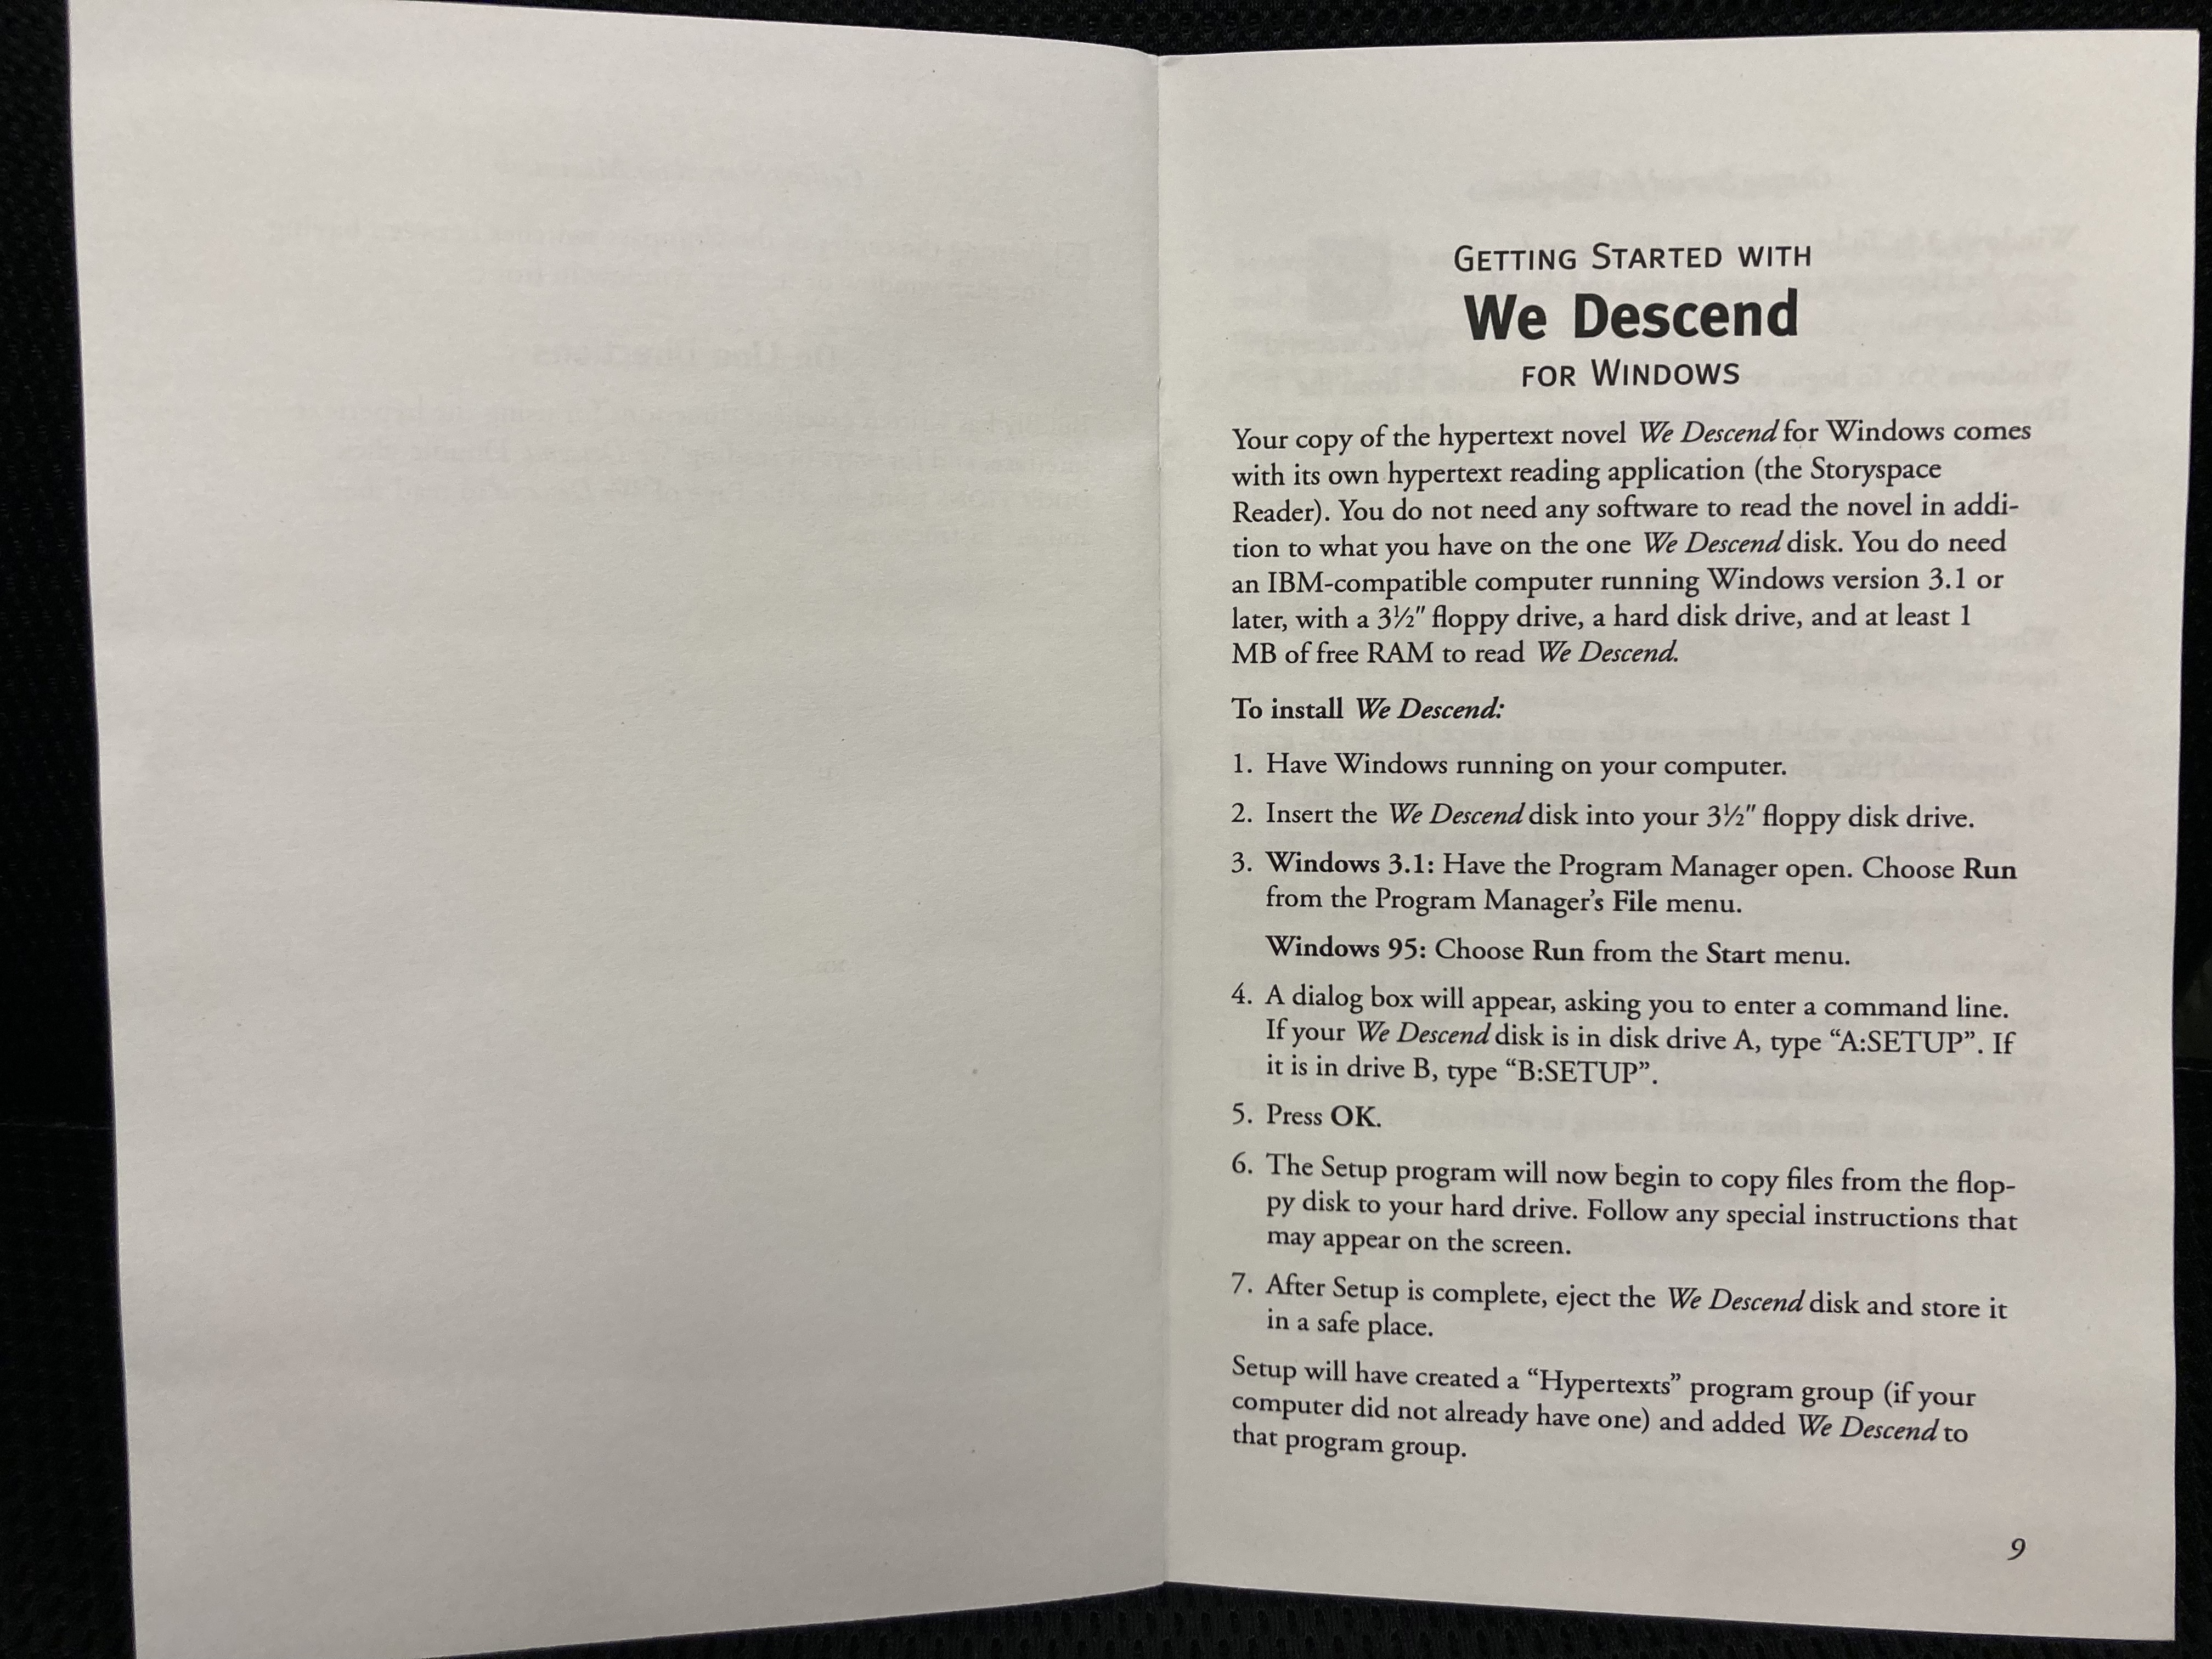 GETTING STARTED WITH
We Descend
FOR WINDOWS
Your copy of the hypertext novel We Descend for Windows comes
with its own hypertext reading application (the Storyspace
Reader). You do not need any software to read the novel in addi-
tion to what you have on the one We Descend disk. You do need
an IBM-compatible computer running Windows version 3.1 or
later, with a 3½" floppy drive, a hard disk drive, and at least 1
MB of free RAM to read We Descend.
To install We Descend:
1. Have Windows running on your computer.
2. Insert the We Descend disk into your 3½" floppy disk drive.
3. Windows 3.1: Have the Program Manager open. Choose Run
from the Program Manager's File menu.
Windows 95: Choose Run from the Start menu.
4. A dialog box will appear, asking you to enter a command line.
If your We Descend disk is in disk drive A, type “A:SETUP”. If
it is in drive B, type “B:SETUP”.
5. Press OK.
6. The Setup program will now begin to copy files from the flop-
py disk to your hard drive. Follow any special instructions that
may appear on the screen.
7. After Setup is complete, eject the We Descend disk and store it
in a safe place.
Setup will have created a “Hypertexts” program group (if your
computer did not already have one) and added We Descend to
that program group.
9